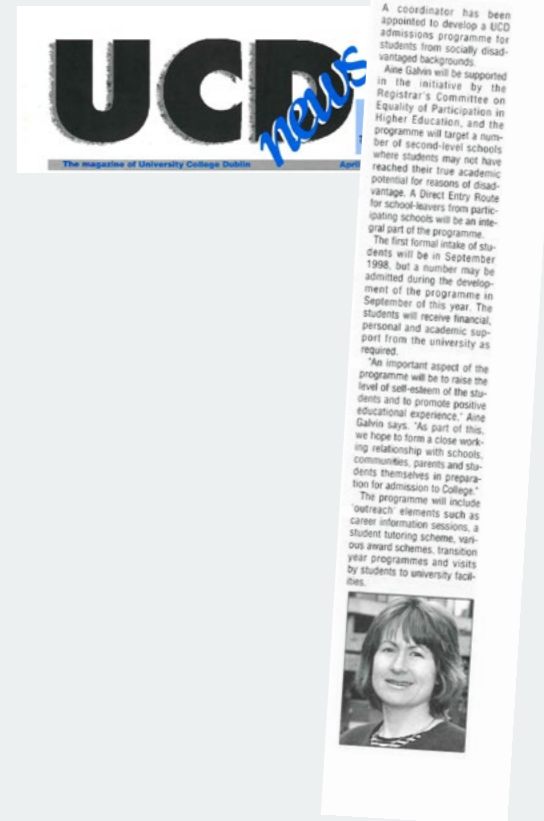 UCD
news
The magazine of University College Dublin
April
A coordinator has been
appointed to develop a UCD
admissions programme for
students from socially disad-
vantaged backgrounds.
Aine Galvin will be supported
in the initiative by the
Registrar's Committee on
Equality of Participation in
Higher Education, and the
programme will target a num-
ber of second-level schools
where students may not have
reached their true academic
potential for reasons of disad-
vantage. A Direct Entry Route
for school-leavers from partic-
ipating schools will be an inte-
gral part of the programme.
The first formal intake of stu-
dents will be in September
1998, but a number may be
admitted during the develop-
ment of the programme in
September of this year. The
students will receive financial,
personal and academic sup-
port from the university as
required.
"An important aspect of the
programme will be to raise the
level of self-esteem of the stu-
dents and to promote positive
educational experience," Aine
Galvin says. "As part of this,
we hope to form a close work-
ing relationship with schools,
communities, parents and stu-
dents themselves in prepara-
tion for admission to College."
The programme will include
'outreach' elements such as
career information sessions, a
student tutoring scheme, vari-
ous award schemes, transition
year programmes and visits
by students to university facil-
ities.